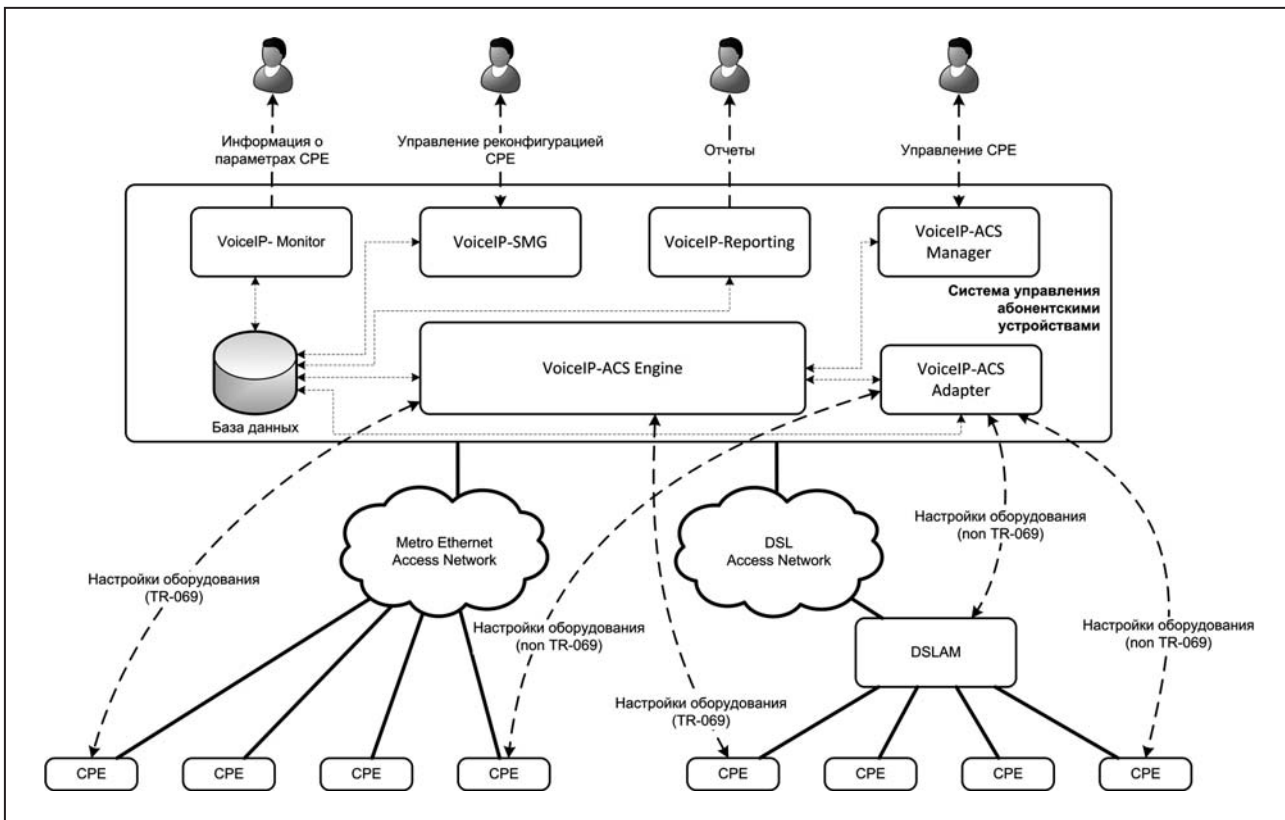 Информация о
параметрах CPE
Управление реконфигурацией
CPE
Отчеты
Управление CPE
VoiceIP- Monitor
VoiceIP-SMG
VoiceIP-Reporting
VoiceIP-ACS
Manager
Система управления
абонентскими
устройствами
VoiceIP-ACS Engine
VoiceIP-ACS
Adapter
База данных
Metro Ethernet
Access Network
DSL
Access Network
Настройки оборудования
(non TR-069)
Настройки оборудования
(TR-069)
Настройки оборудования
(non TR-069)
Настройки оборудования
(non TR-069)
DSLAM
Настройки оборудования
(TR-069)
CPE
CPE
CPE
CPE
CPE
CPE
CPE
CPE